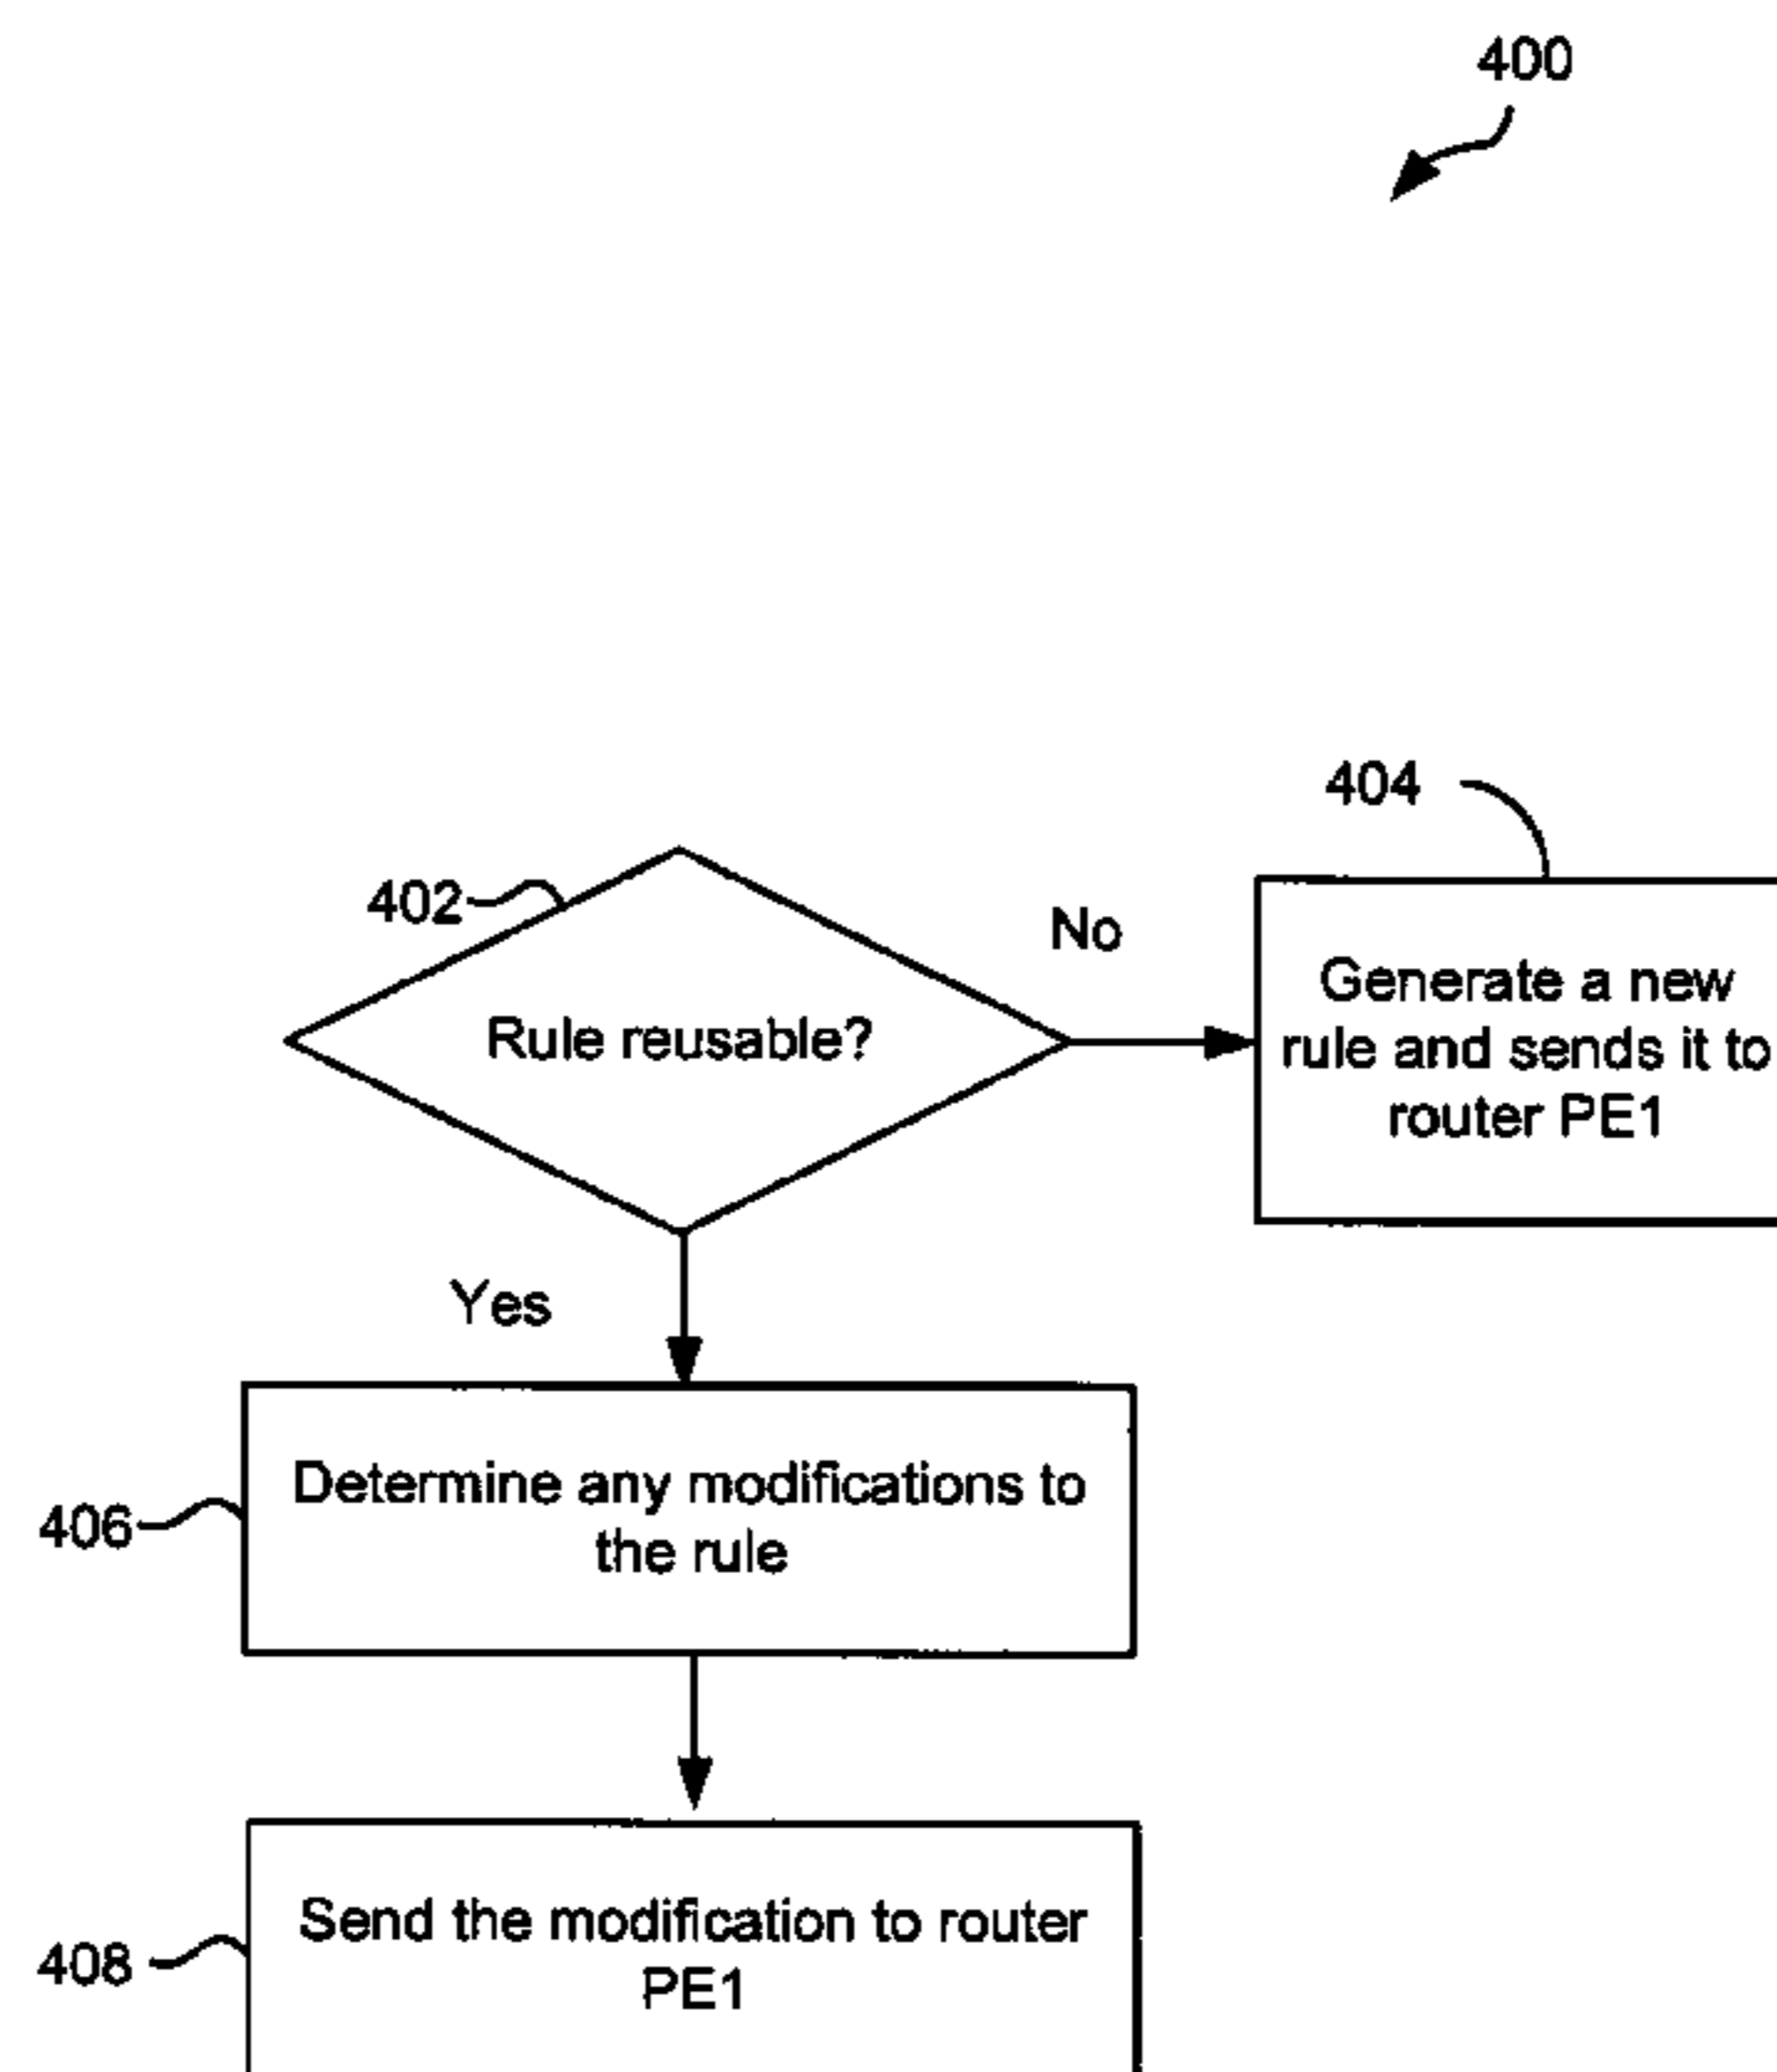 400
404
402
No
Rule reusable?
Generate a new
rule and sends it to
router PE1
Yes
Determine any modifications to
the rule
406
Send the modification to router
PE1
408